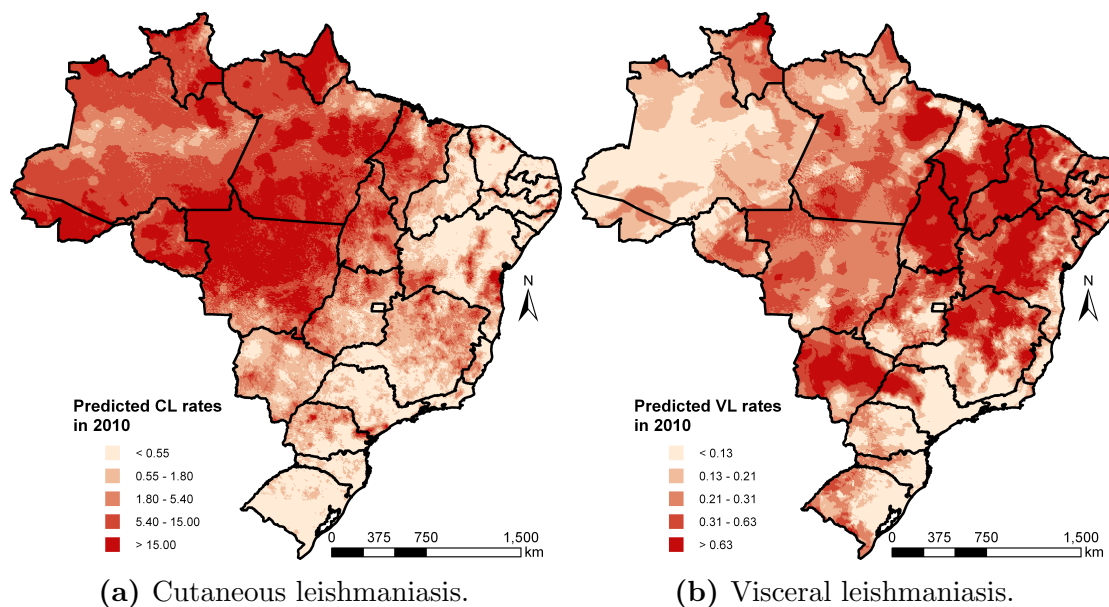 N
Predicted CL rates
in 2010
< 0.55
0.55 - 1.80
1.80 - 5.40
5.40 - 15.00
> 15.00
0 375 750 1,500
km
(a) Cutaneous leishmaniasis.
N
Predicted VL rates
in 2010
< 0.13
0.13 - 0.21
0.21 - 0.31
0.31 - 0.63
> 0.63
0 375 750 1,500
km
(b) Visceral leishmaniasis.